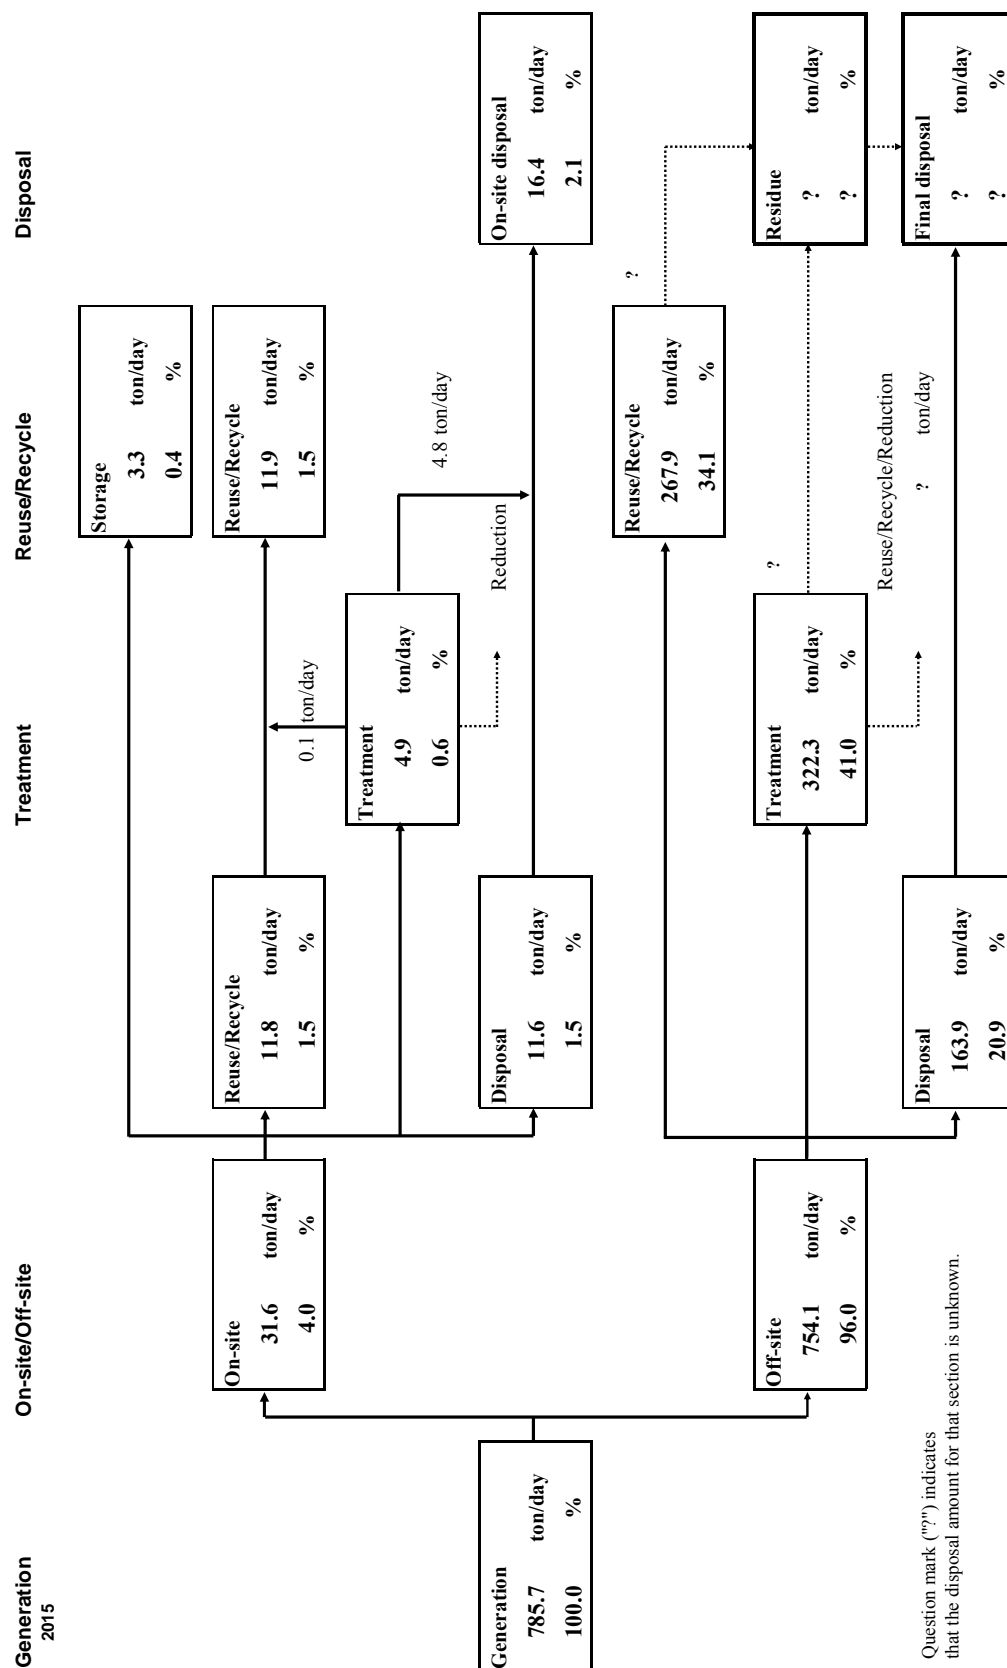 Generation
2015
On-site/Off-site
Treatment
Reuse/Recycle
Disposal
Generation
785.7 ton/day
100.0 %
On-site
31.6 ton/day
4.0 %
Off-site
754.1 ton/day
96.0 %
Storage
3.3 ton/day
0.4 %
Reuse/Recycle
11.8 ton/day
1.5 %
Reuse/Recycle
11.9 ton/day
1.5 %
0.1 ton/day
Treatment
4.9 ton/day
0.6 %
4.8 ton/day
Reduction
Disposal
11.6 ton/day
1.5 %
On-site disposal
16.4 ton/day
2.1 %
Reuse/Recycle
267.9 ton/day
34.1 %
?
Treatment
322.3 ton/day
41.0 %
?
Residue
? ton/day
? %
Reuse/Recycle/Reduction
? ton/day
Disposal
163.9 ton/day
20.9 %
Final disposal
? ton/day
? %
Question mark ("?") indicates
that the disposal amount for that section is unknown.